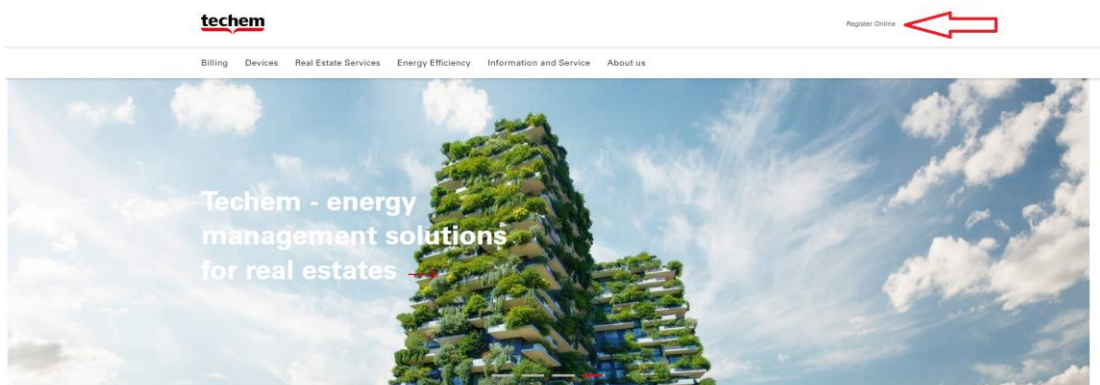 techem
Register Online
Billing Devices Real Estate Services Energy Efficiency Information and Service About us
Techem - energy
management solutions
for real estates